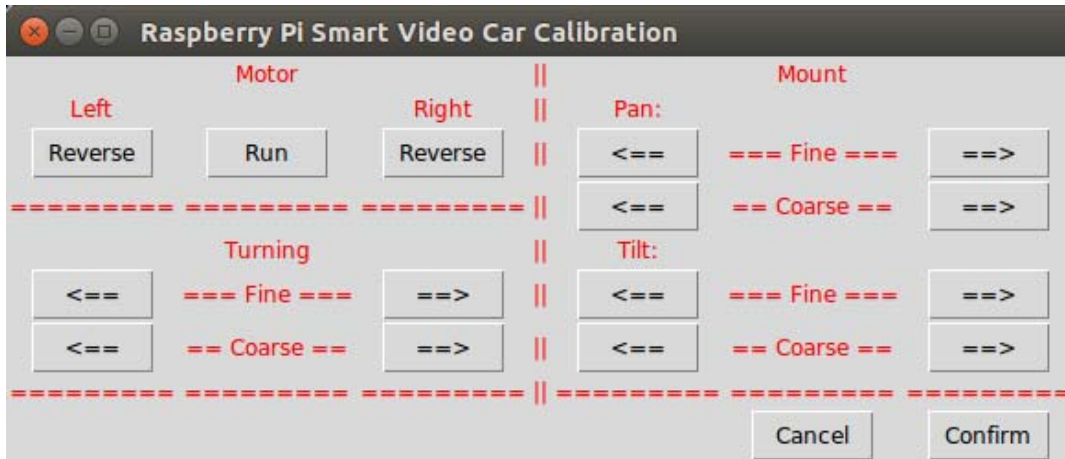 Raspberry Pi Smart Video Car Calibration
Motor || Mount
Left Right || Pan:
Reverse Run Reverse || <== === Fine === ==>
========= ========= ========= || <== == Coarse == ==>
Turning || Tilt:
<== === Fine === ==> || <== === Fine === ==>
<== == Coarse == ==> || <== == Coarse == ==>
========= ========= ========= || ========= ========= =========
Cancel Confirm